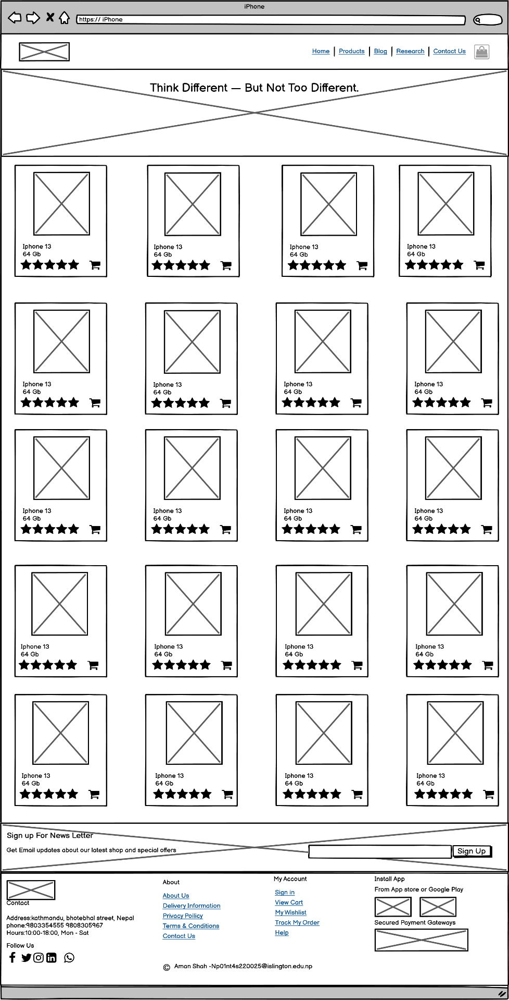 iPhone
https:// iPhone
Home Products Blog Research Contact Us
Think Different — But Not Too Different.
Iphone 13
64 Gb
Iphone 13
64 Gb
Iphone 13
64 Gb
Iphone 13
64 Gb
Iphone 13
64 Gb
Iphone 13
64 Gb
Iphone 13
64 Gb
Iphone 13
64 Gb
Iphone 13
64 Gb
Iphone 13
64 Gb
Iphone 13
64 Gb
Iphone 13
64 Gb
Iphone 13
64 Gb
Iphone 13
64 Gb
Iphone 13
64 Gb
Iphone 13
64 Gb
Iphone 13
64 Gb
Iphone 13
64 Gb
Iphone 13
64 Gb
Iphone 13
64 Gb
Sign up For News Letter
Get Email updates about our latest shop and special offers
Sign Up
Contact
Address:kathmandu, bhotebhal street, Nepal
phone:9803354555 9808305967
Hours:10:00-18:00, Mon - Sat
Follow Us
About
About Us
Delivery Information
Privacy Poilicy
Terms & Conditions
Contact Us
My Account
Sign in
View Cart
My Wishlist
Track My Order
Help
Install App
From App store or Google Play
Secured Payment Gateways
© Aman Shah -Np01nt4s220025@islington.edu.np